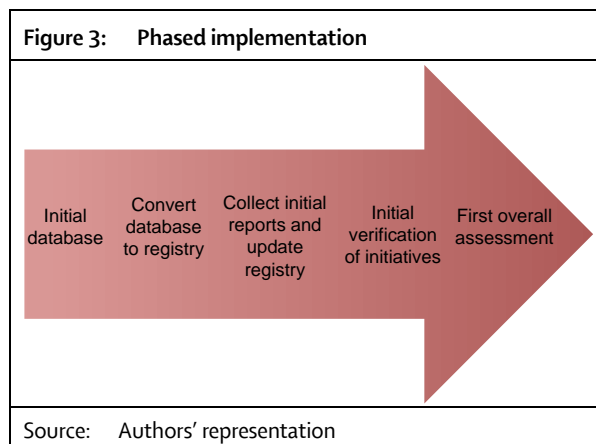 Figure 3: Phased implementation
Initial
database
Convert
database
to registry
Collect initial
reports and
update
registry
Initial
verification
of initiatives
First overall
assessment
Source: Authors' representation